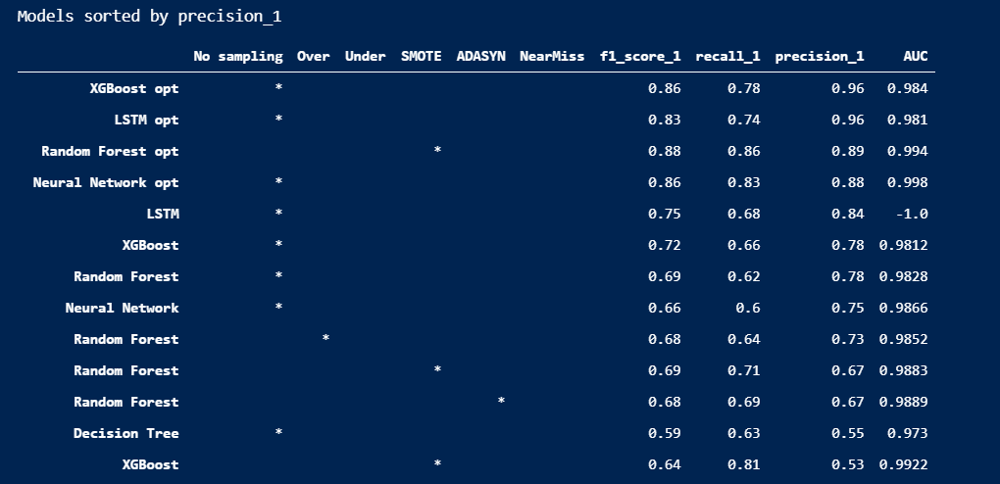 Models sorted by precision_1
No sampling Over Under SMOTE ADASYN NearMiss f1_score_1 recall_1 precision_1 AUC
XGBoost opt * 0.86 0.78 0.96 0.984
LSTM opt * 0.83 0.74 0.96 0.981
Random Forest opt * 0.88 0.86 0.89 0.994
Neural Network opt * 0.86 0.83 0.88 0.998
LSTM * 0.75 0.68 0.84 -1.0
XGBoost * 0.72 0.66 0.78 0.9812
Random Forest * 0.69 0.62 0.78 0.9828
Neural Network * 0.66 0.6 0.75 0.9866
Random Forest * 0.68 0.64 0.73 0.9852
Random Forest * 0.69 0.71 0.67 0.9883
Random Forest * 0.68 0.69 0.67 0.9889
Decision Tree * 0.59 0.63 0.55 0.973
XGBoost * 0.64 0.81 0.53 0.9922